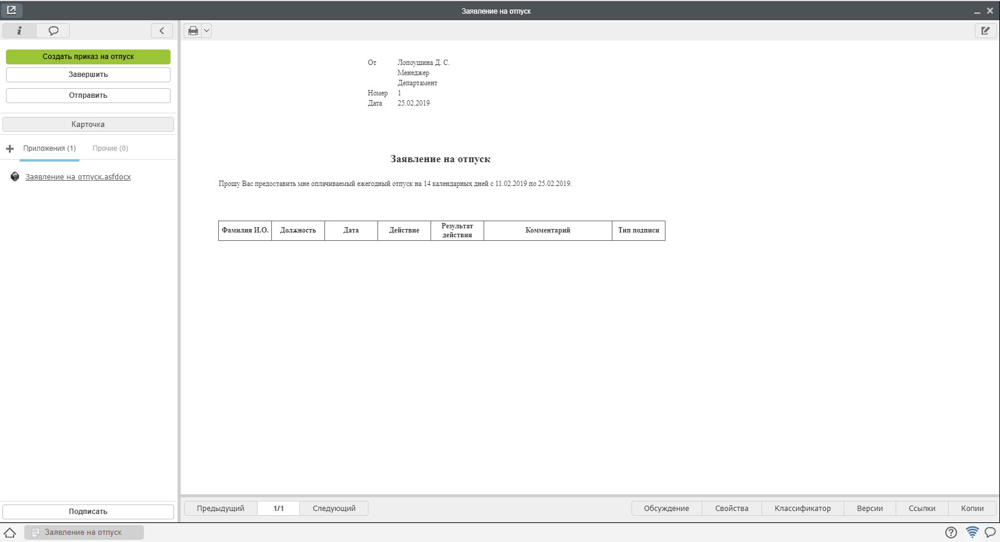 Заявление на отпуск
Создать приказ на отпуск
Завершить
Отправить
Карточка
Приложения (1) Прочие (0)
Заявление на отпуск.asfdocx
Подписать
От Лопоушина Д. С.
Менеджер
Департамент
Номер 1
Дата 25.02.2019
Заявление на отпуск
Прошу Вас предоставить мне оплачиваемый ежегодный отпуск на 14 календарных дней с 11.02.2019 по 25.02.2019.
Фамилия И.О. Должность Дата Действие Результат действия Комментарий Тип подписи
Предыдущий 1/1 Следующий Обсуждение Свойства Классификатор Версии Ссылки Копии
Заявление на отпуск